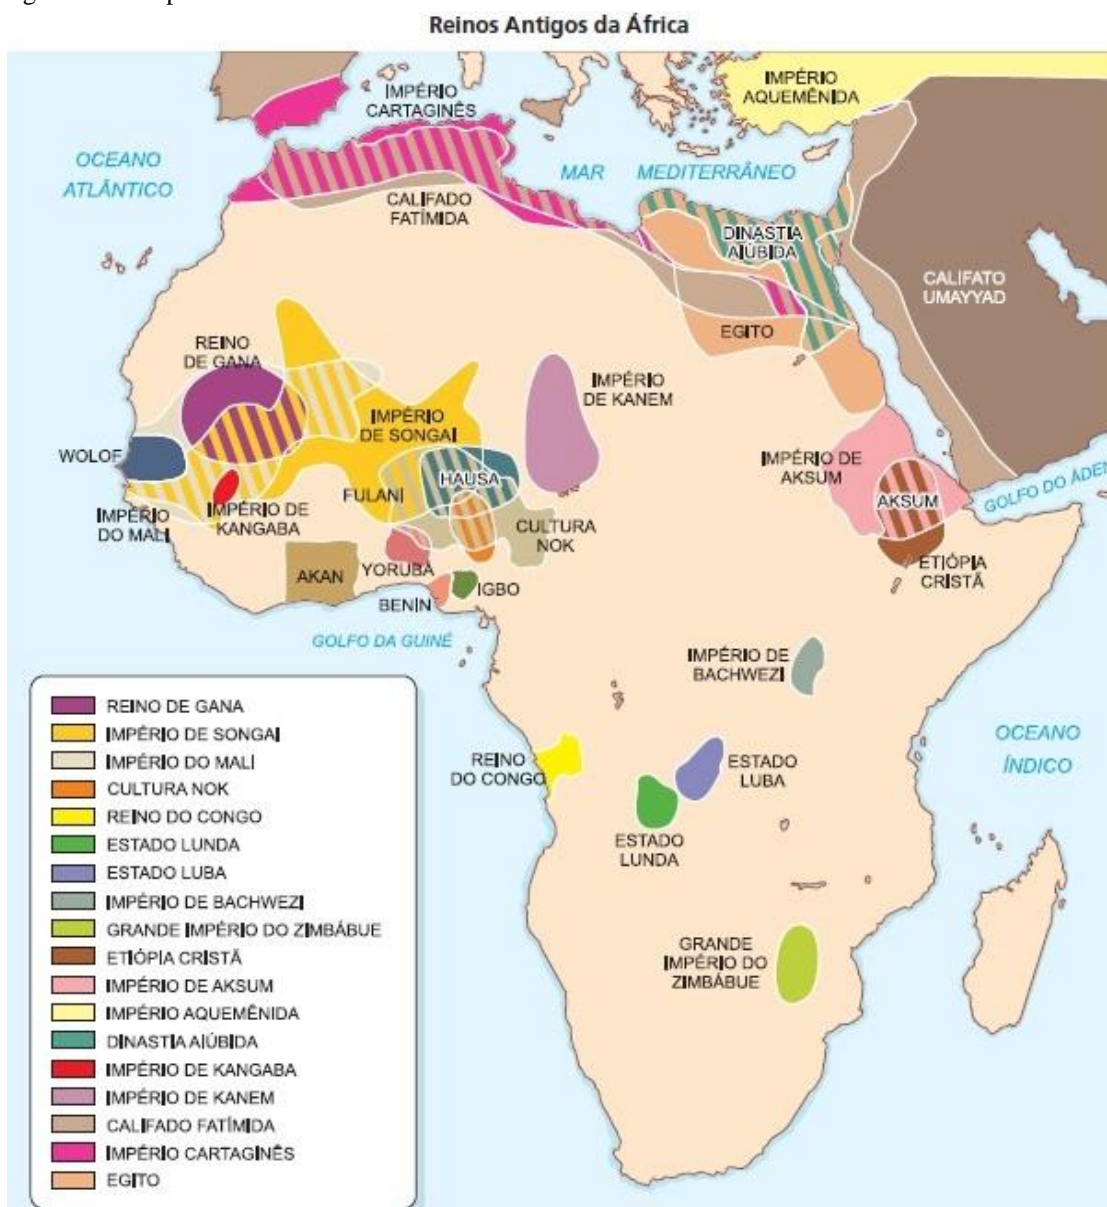 Reinos Antigos da África
IMPÉRIO
AQUEMÊNIDA
IMPÉRIO
CARTAGINÊS
OCEANO
ATLÂNTICO
MAR MEDITERRÂNEO
CALIFADO
FATÍMIDA
DINASTIA
AIÚBIDA
CALIFATO
UMAYYAD
EGITO
REINO
DE GANA
IMPÉRIO
DE KANEM
IMPÉRIO
DE SONGAI
WOLOF
HAUSA
IMPÉRIO DE
AKSUM
AKSUM
GOLFO DO ÁDEN
FULANI
IMPÉRIO
DO MALI
IMPÉRIO DE
KANGABA
CULTURA
NOK
ETIÓPIA
CRISTÃ
AKAN
YORUBÁ
IGBO
BENIN
GOLFO DA GUINÉ
IMPÉRIO DE
BACHWEZI
OCEANO
ÍNDICO
REINO
DO CONGO
ESTADO
LUBA
ESTADO
LUNDA
GRANDE
IMPÉRIO DO
ZIMBÁBUE
REINO DE GANA
IMPÉRIO DE SONGAI
IMPÉRIO DO MALI
CULTURA NOK
REINO DO CONGO
ESTADO LUNDA
ESTADO LUBA
IMPÉRIO DE BACHWEZI
GRANDE IMPÉRIO DO ZIMBÁBUE
ETIÓPIA CRISTÃ
IMPÉRIO DE AKSUM
IMPÉRIO AQUEMÊNIDA
DINASTIA AIÚBIDA
IMPÉRIO DE KANGABA
IMPÉRIO DE KANEM
CALIFADO FATÍMIDA
IMPÉRIO CARTAGINÊS
EGITO